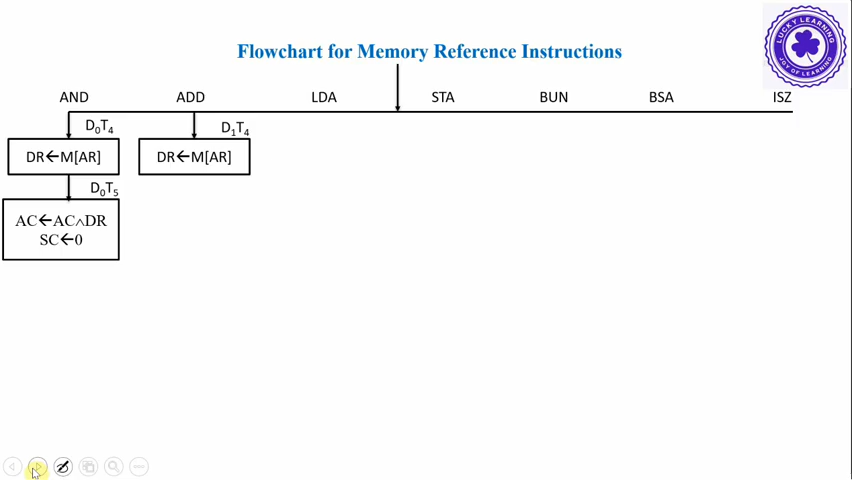 LUCKY LEARNING
JOY OF LEARNING
Flowchart for Memory Reference Instructions
AND ADD LDA STA BUN BSA ISZ
D₀T₄ D₁T₄
DR🡨M[AR] DR🡨M[AR]
D₀T₅
AC🡨AC∧DR
SC🡨0